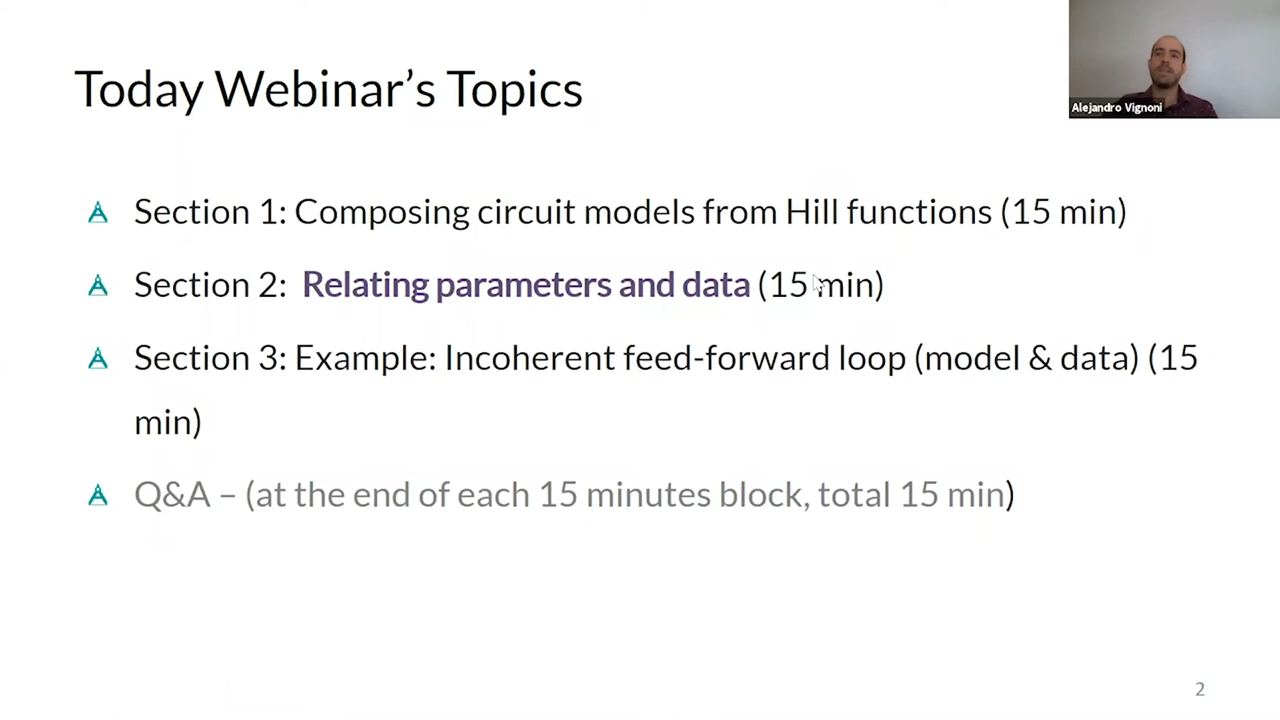 Today Webinar's Topics
Alejandro Vignoni
Section 1: Composing circuit models from Hill functions (15 min)
Section 2: Relating parameters and data (15 min)
Section 3: Example: Incoherent feed-forward loop (model & data) (15
min)
Q&A – (at the end of each 15 minutes block, total 15 min)
2